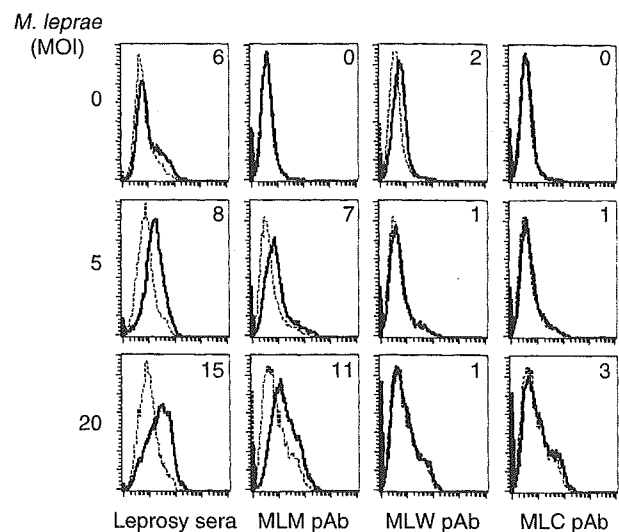 M. leprae
(MOI)
0 6 0 2 0
5 8 7 1 1
20 15 11 1 3
Leprosy sera MLM pAb MLW pAb MLC pAb